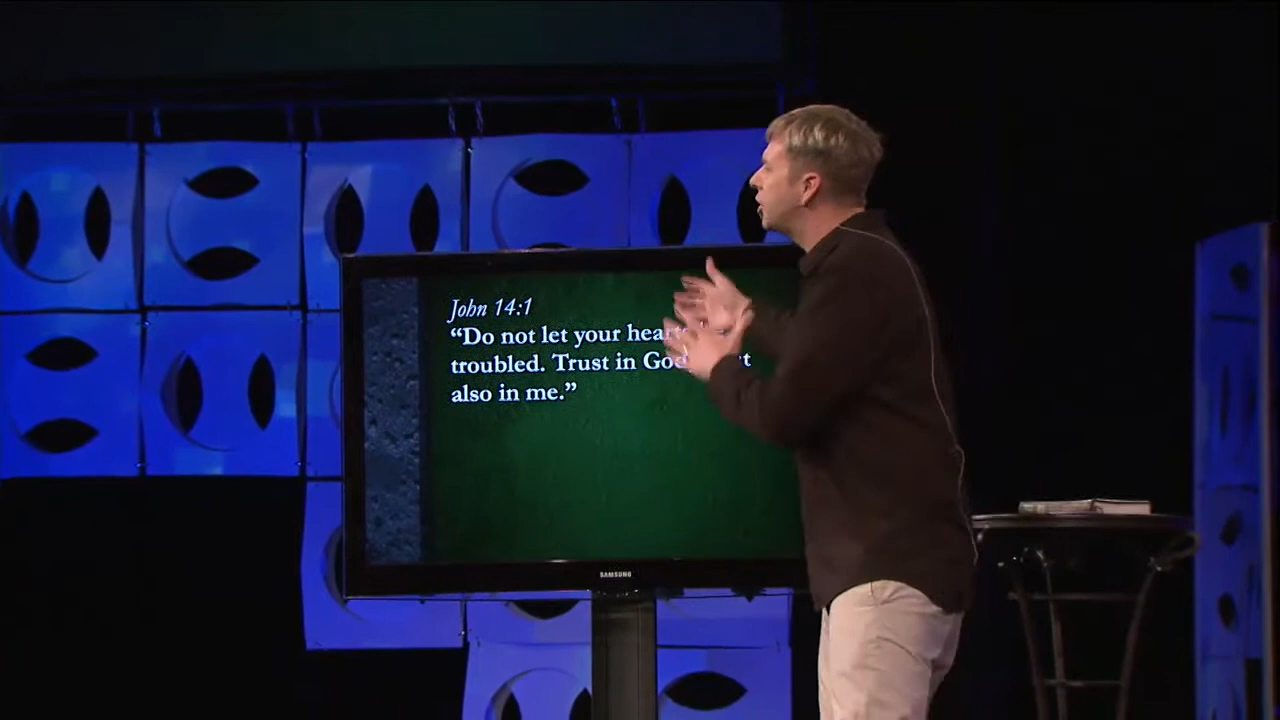 John 14:1
“Do not let your hear
troubled. Trust in God
also in me.”
SAMSUNG